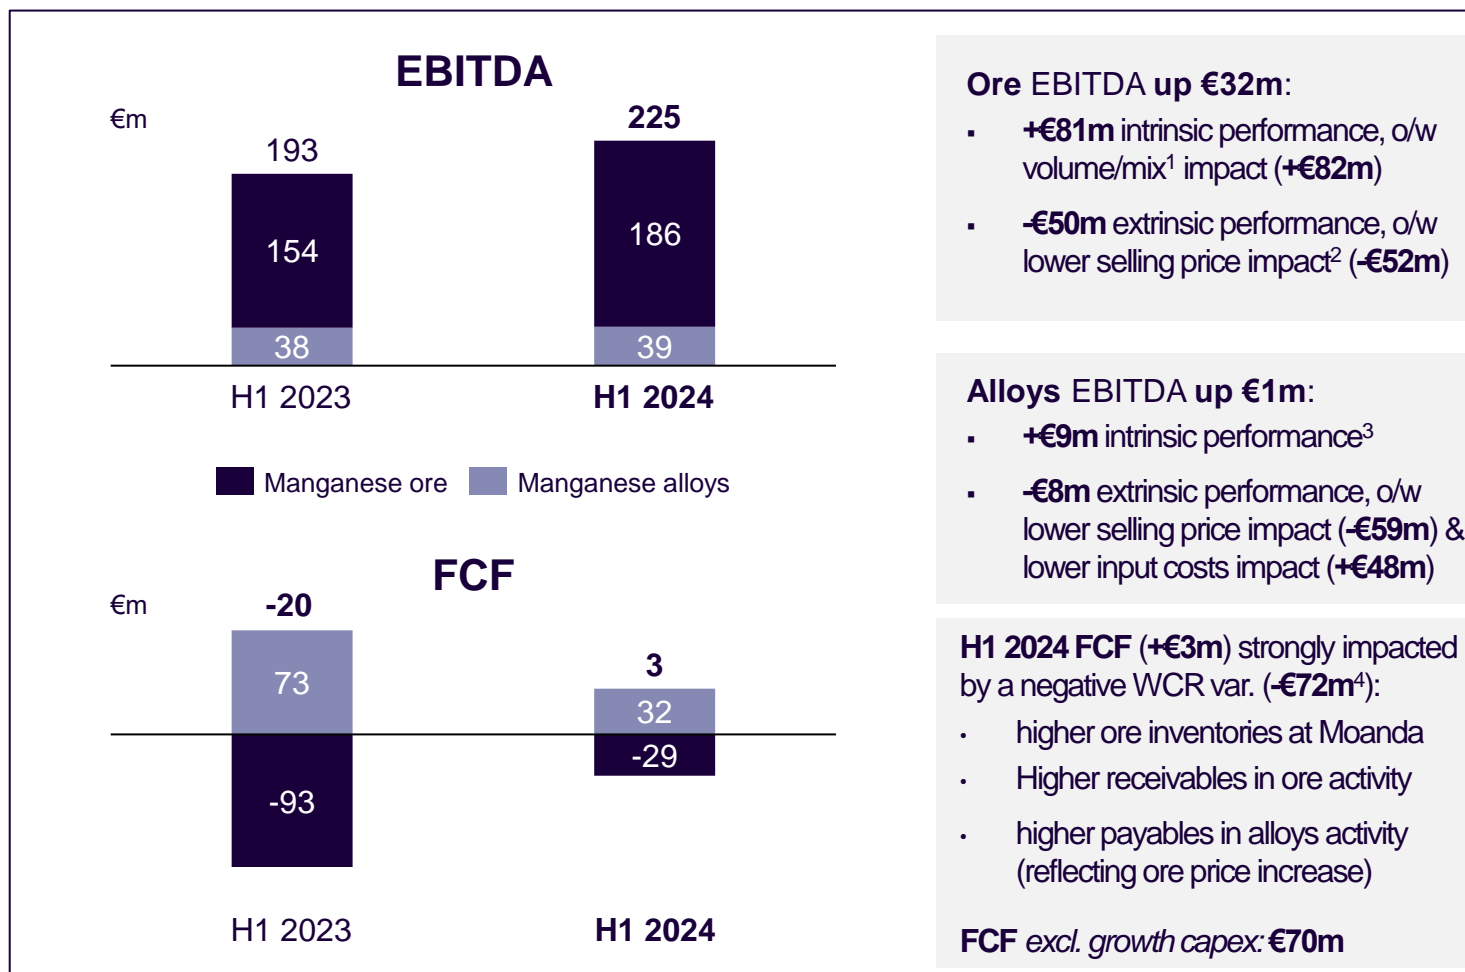 EBITDA
€m
193
225
154
186
38
39
H1 2023
H1 2024
Manganese ore
Manganese alloys
FCF
€m
-20
3
73
32
-93
-29
H1 2023
H1 2024
Ore EBITDA up €32m:
▪ +€81m intrinsic performance, o/w
volume/mix¹ impact (+€82m)
▪ -€50m extrinsic performance, o/w
lower selling price impact² (-€52m)
Alloys EBITDA up €1m:
▪ +€9m intrinsic performance³
▪ -€8m extrinsic performance, o/w
lower selling price impact (-€59m) &
lower input costs impact (+€48m)
H1 2024 FCF (+€3m) strongly impacted
by a negative WCR var. (-€72m⁴):
• higher ore inventories at Moanda
• Higher receivables in ore activity
• higher payables in alloys activity
(reflecting ore price increase)
FCF excl. growth capex: €70m